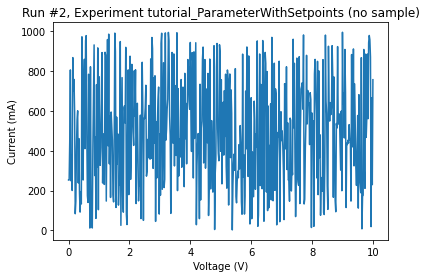 Run #2, Experiment tutorial_ParameterWithSetpoints (no sample)
1000
800
600
400
200
0
Current (mA)
0 2 4 6 8 10
Voltage (V)